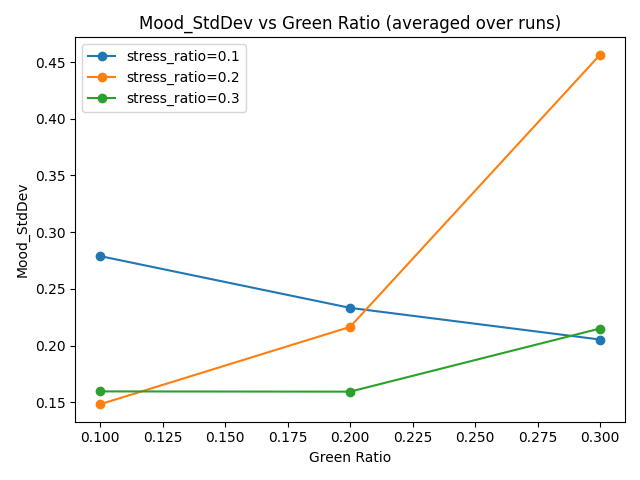 Mood_StdDev vs Green Ratio (averaged over runs)
stress_ratio=0.1
stress_ratio=0.2
stress_ratio=0.3
Mood_StdDev
0.45
0.40
0.35
0.30
0.25
0.20
0.15
0.100 0.125 0.150 0.175 0.200 0.225 0.250 0.275 0.300
Green Ratio